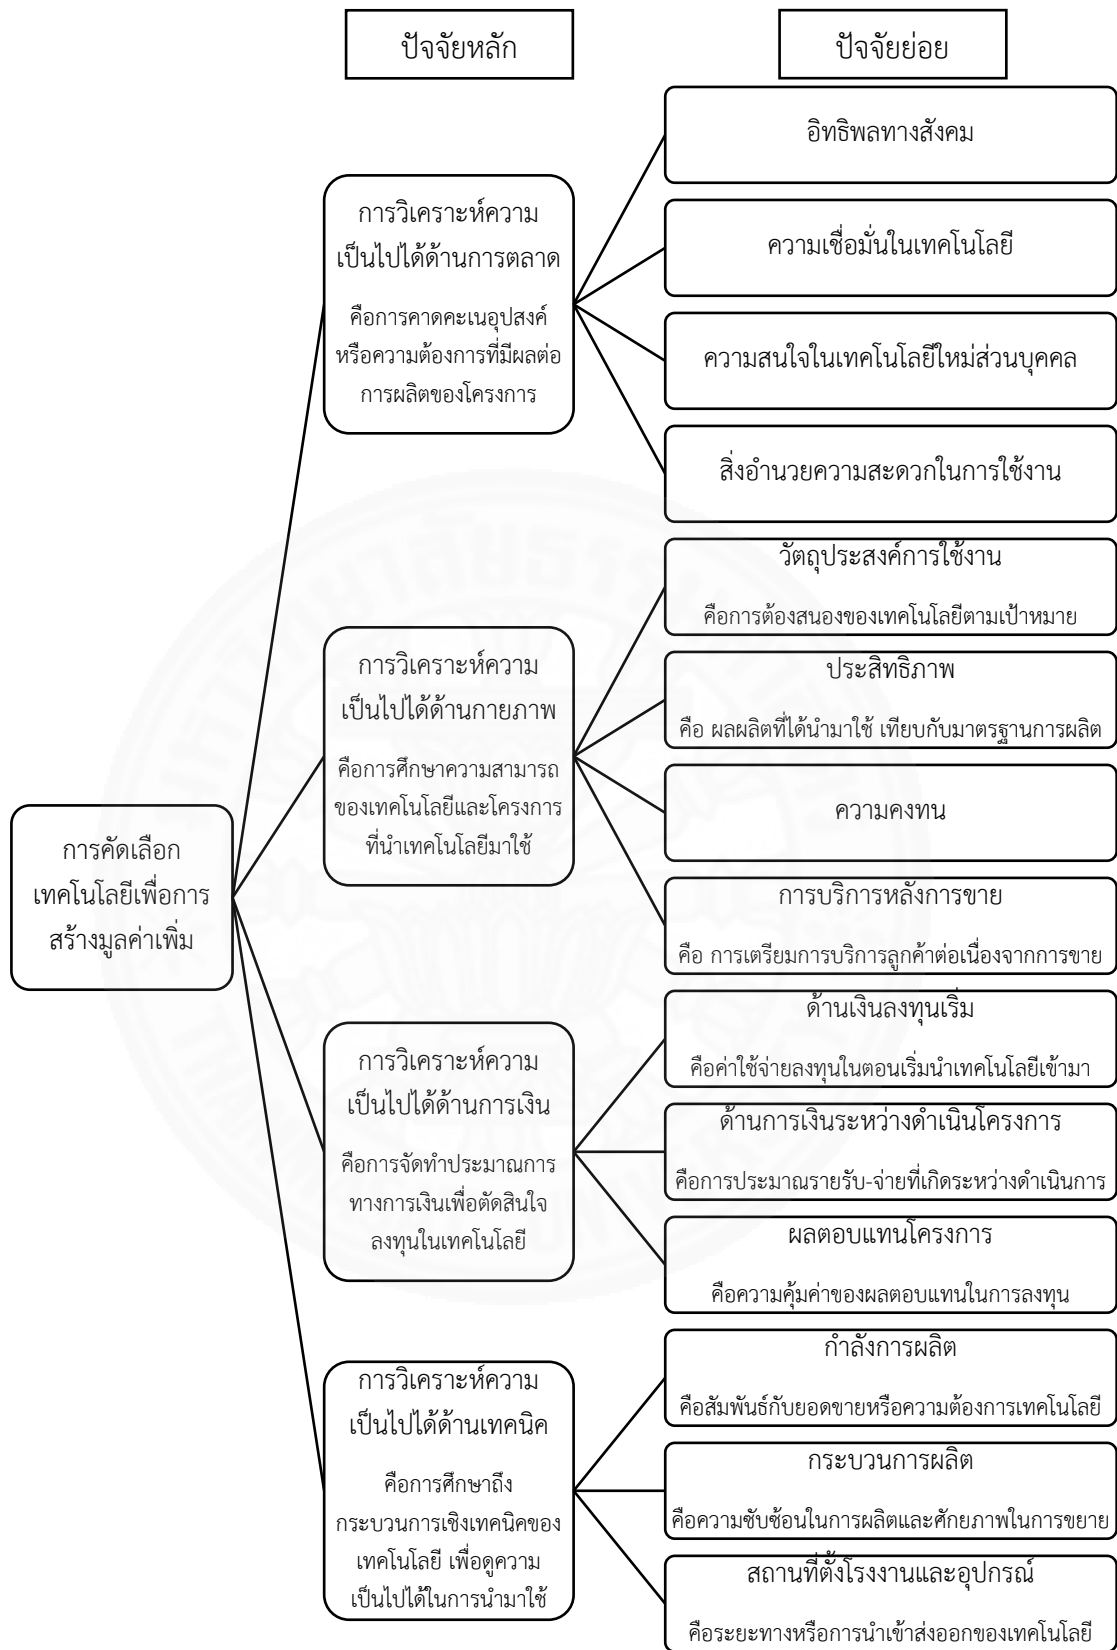 ปัจจัยหลัก
ปัจจัยย่อย
การคัดเลือก
เทคโนโลยีเพื่อการ
สร้างมูลค่าเพิ่ม
การวิเคราะห์ความ
เป็นไปได้ด้านการตลาด
คือการคาดคะเนอุปสงค์
หรือความต้องการที่มีผลต่อ
การผลิตของโครงการ
อิทธิพลทางสังคม
ความเชื่อมั่นในเทคโนโลยี
ความสนใจในเทคโนโลยีใหม่ส่วนบุคคล
สิ่งอำนวยความสะดวกในการใช้งาน
การวิเคราะห์ความ
เป็นไปได้ด้านกายภาพ
คือการศึกษาความสามารถ
ของเทคโนโลยีและโครงการ
ที่นำเทคโนโลยีมาใช้
วัตถุประสงค์การใช้งาน
คือการต้องสนองของเทคโนโลยีตามเป้าหมาย
ประสิทธิภาพ
คือ ผลผลิตที่ได้นำมาใช้ เทียบกับมาตรฐานการผลิต
ความคงทน
การบริการหลังการขาย
คือ การเตรียมการบริการลูกค้าต่อเนื่องจากการขาย
การวิเคราะห์ความ
เป็นไปได้ด้านการเงิน
คือการจัดทำประมาณการ
ทางการเงินเพื่อตัดสินใจ
ลงทุนในเทคโนโลยี
ด้านเงินลงทุนเริ่ม
คือค่าใช้จ่ายลงทุนในตอนเริ่มนำเทคโนโลยีเข้ามา
ด้านการเงินระหว่างดำเนินโครงการ
คือการประมาณรายรับ-จ่ายที่เกิดระหว่างดำเนินการ
ผลตอบแทนโครงการ
คือความคุ้มค่าของผลตอบแทนในการลงทุน
การวิเคราะห์ความ
เป็นไปได้ด้านเทคนิค
คือการศึกษาถึง
กระบวนการเชิงเทคนิคของ
เทคโนโลยี เพื่อดูความ
เป็นไปได้ในการนำมาใช้
กำลังการผลิต
คือสัมพันธ์กับยอดขายหรือความต้องการเทคโนโลยี
กระบวนการผลิต
คือความซับซ้อนในการผลิตและศักยภาพในการขยาย
สถานที่ตั้งโรงงานและอุปกรณ์
คือระยะทางหรือการนำเข้าส่งออกของเทคโนโลยี